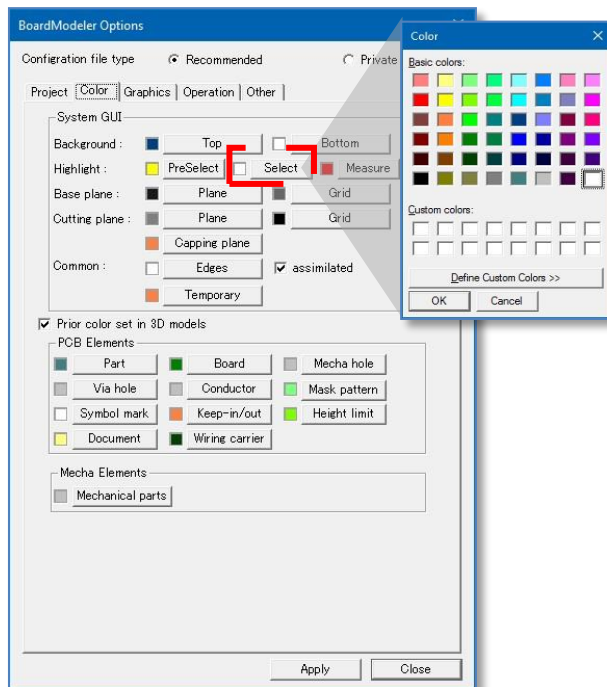 BoardModeler Options
Configration file type Recommended Private
Project Color Graphics Operation Other
System GUI
Background : Top Bottom
Highlight : PreSelect Select Measure
Base plane : Plane Grid
Cutting plane : Plane Grid
Capping plane
Common : Edges assimilated
Temporary
Prior color set in 3D models
PCB Elements
Part Board Mecha hole
Via hole Conductor Mask pattern
Symbol mark Keep-in/out Height limit
Document Wiring carrier
Mecha Elements
Mechanical parts
Apply Close
Color
Basic colors:
Custom colors:
Define Custom Colors >>
OK Cancel